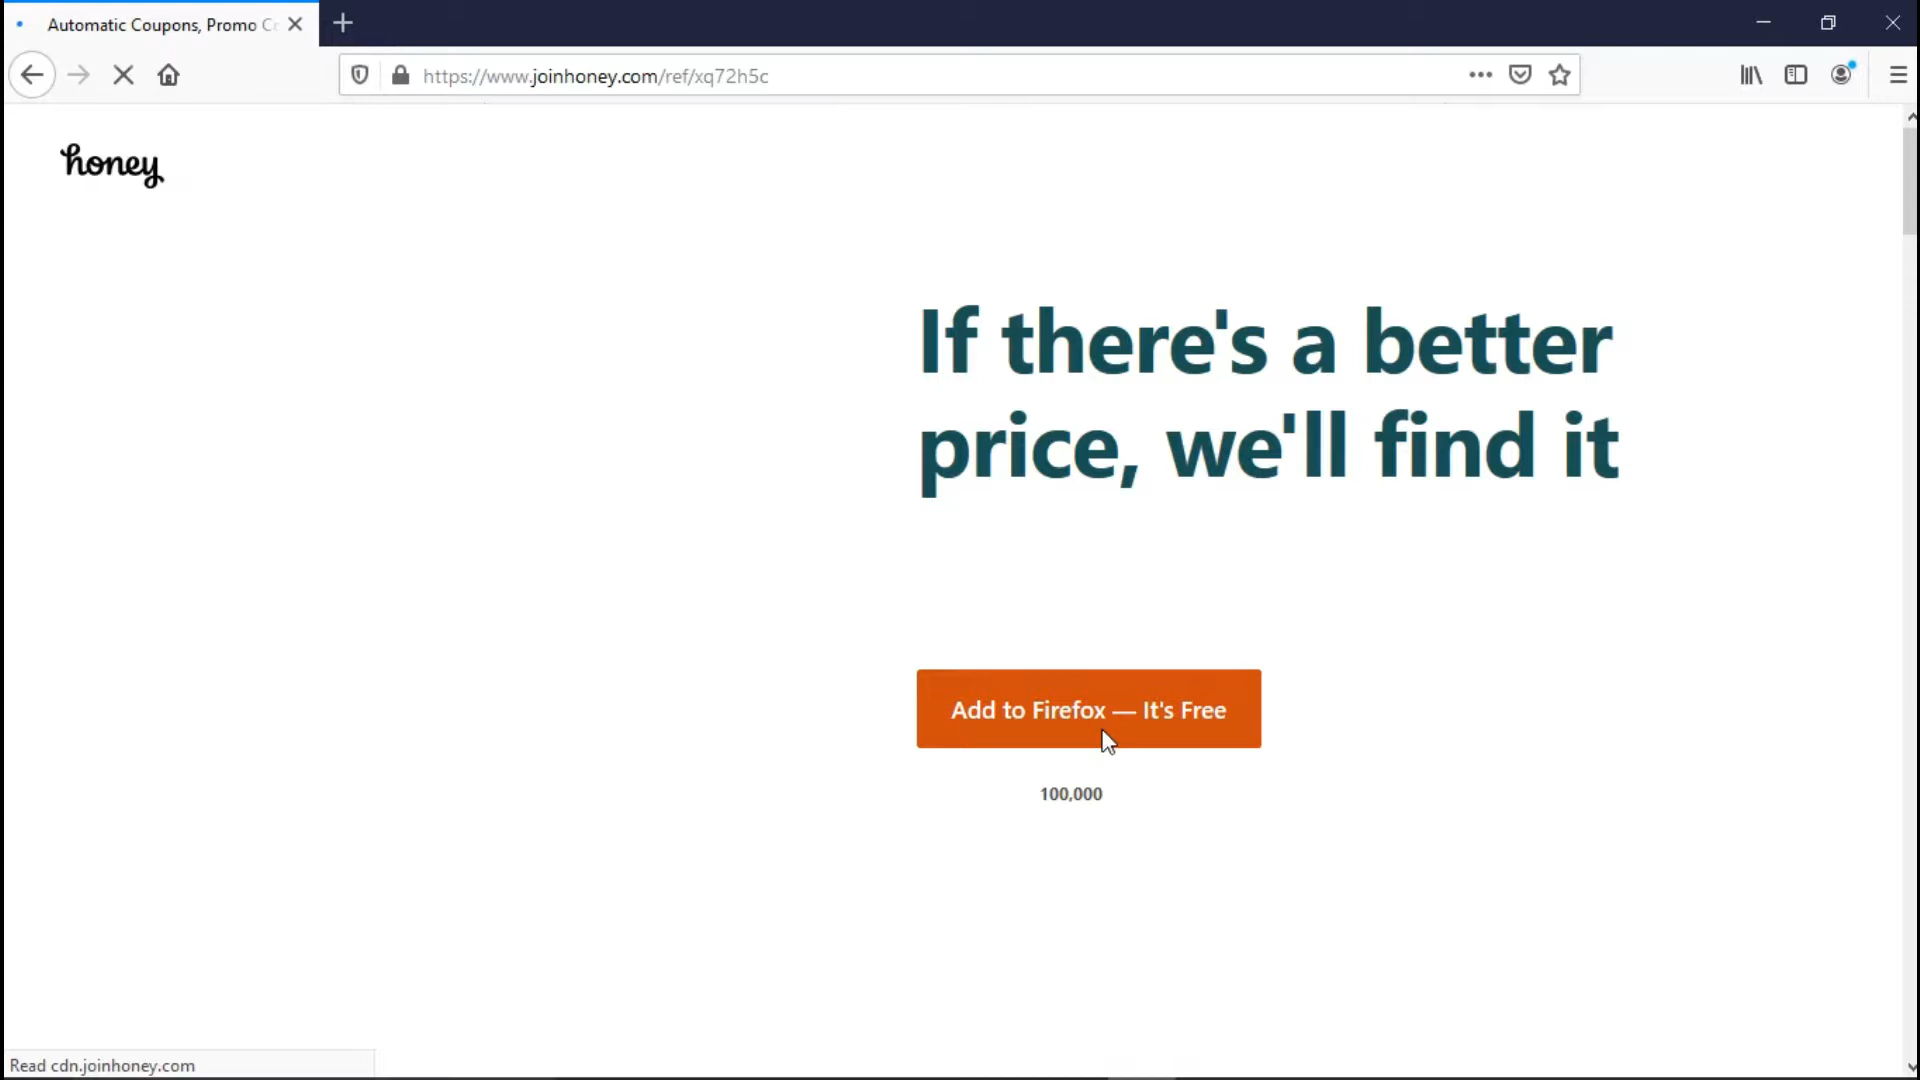 Automatic Coupons, Promo C
https://www.joinhoney.com/ref/xq72h5c
honey
If there's a better
price, we'll find it
Add to Firefox — It's Free
100,000
Read cdn.joinhoney.com